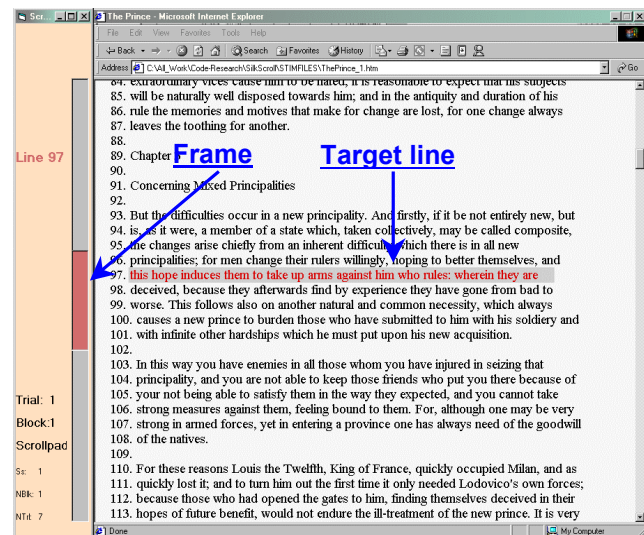 Scr...
The Prince - Microsoft Internet Explorer
File Edit View Favorites Tools Help
Back Search Favorites History
Address C:\All_Work\Code-Research\SilkScroll\STIMFILES\ThePrince_1.htm Go
84. extraordinary vices cause him to be hated, it is reasonable to expect that his subjects
85. will be naturally well disposed towards him; and in the antiquity and duration of his
86. rule the memories and motives that make for change are lost, for one change always
87. leaves the toothing for another.
88.
Line 97
89. Chapter
Frame
Target line
90.
91. Concerning Mixed Principalities
92.
93. But the difficulties occur in a new principality. And firstly, if it be not entirely new, but
94. is, as it were, a member of a state which, taken collectively, may be called composite,
95. the changes arise chiefly from an inherent difficulty which there is in all new
96. principalities; for men change their rulers willingly, hoping to better themselves, and
97. this hope induces them to take up arms against him who rules: wherein they are
98. deceived, because they afterwards find by experience they have gone from bad to
99. worse. This follows also on another natural and common necessity, which always
100. causes a new prince to burden those who have submitted to him with his soldiery and
101. with infinite other hardships which he must put upon his new acquisition.
102.
103. In this way you have enemies in all those whom you have injured in seizing that
104. principality, and you are not able to keep those friends who put you there because of
105. your not being able to satisfy them in the way they expected, and you cannot take
106. strong measures against them, feeling bound to them. For, although one may be very
107. strong in armed forces, yet in entering a province one has always need of the goodwill
108. of the natives.
109.
110. For these reasons Louis the Twelfth, King of France, quickly occupied Milan, and as
111. quickly lost it; and to turn him out the first time it only needed Lodovico's own forces;
112. because those who had opened the gates to him, finding themselves deceived in their
113. hopes of future benefit, would not endure the ill-treatment of the new prince. It is very
Trial: 1
Block:1
Scrollpad
Ss: 1
NBlk: 1
NTrl: 7
Done
My Computer